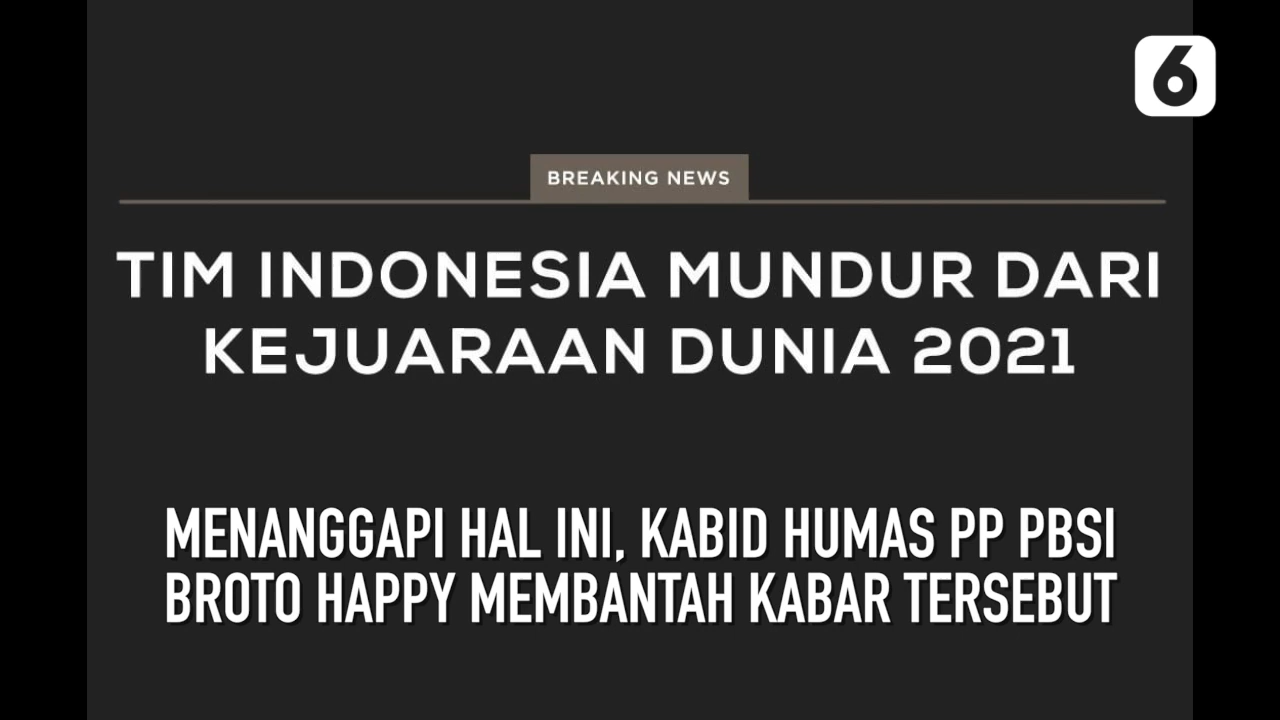 6
BREAKING NEWS
TIM INDONESIA MUNDUR DARI
KEJUARAAN DUNIA 2021
MENANGGAPI HAL INI, KABID HUMAS PP PBSI
BROTO HAPPY MEMBANTAH KABAR TERSEBUT